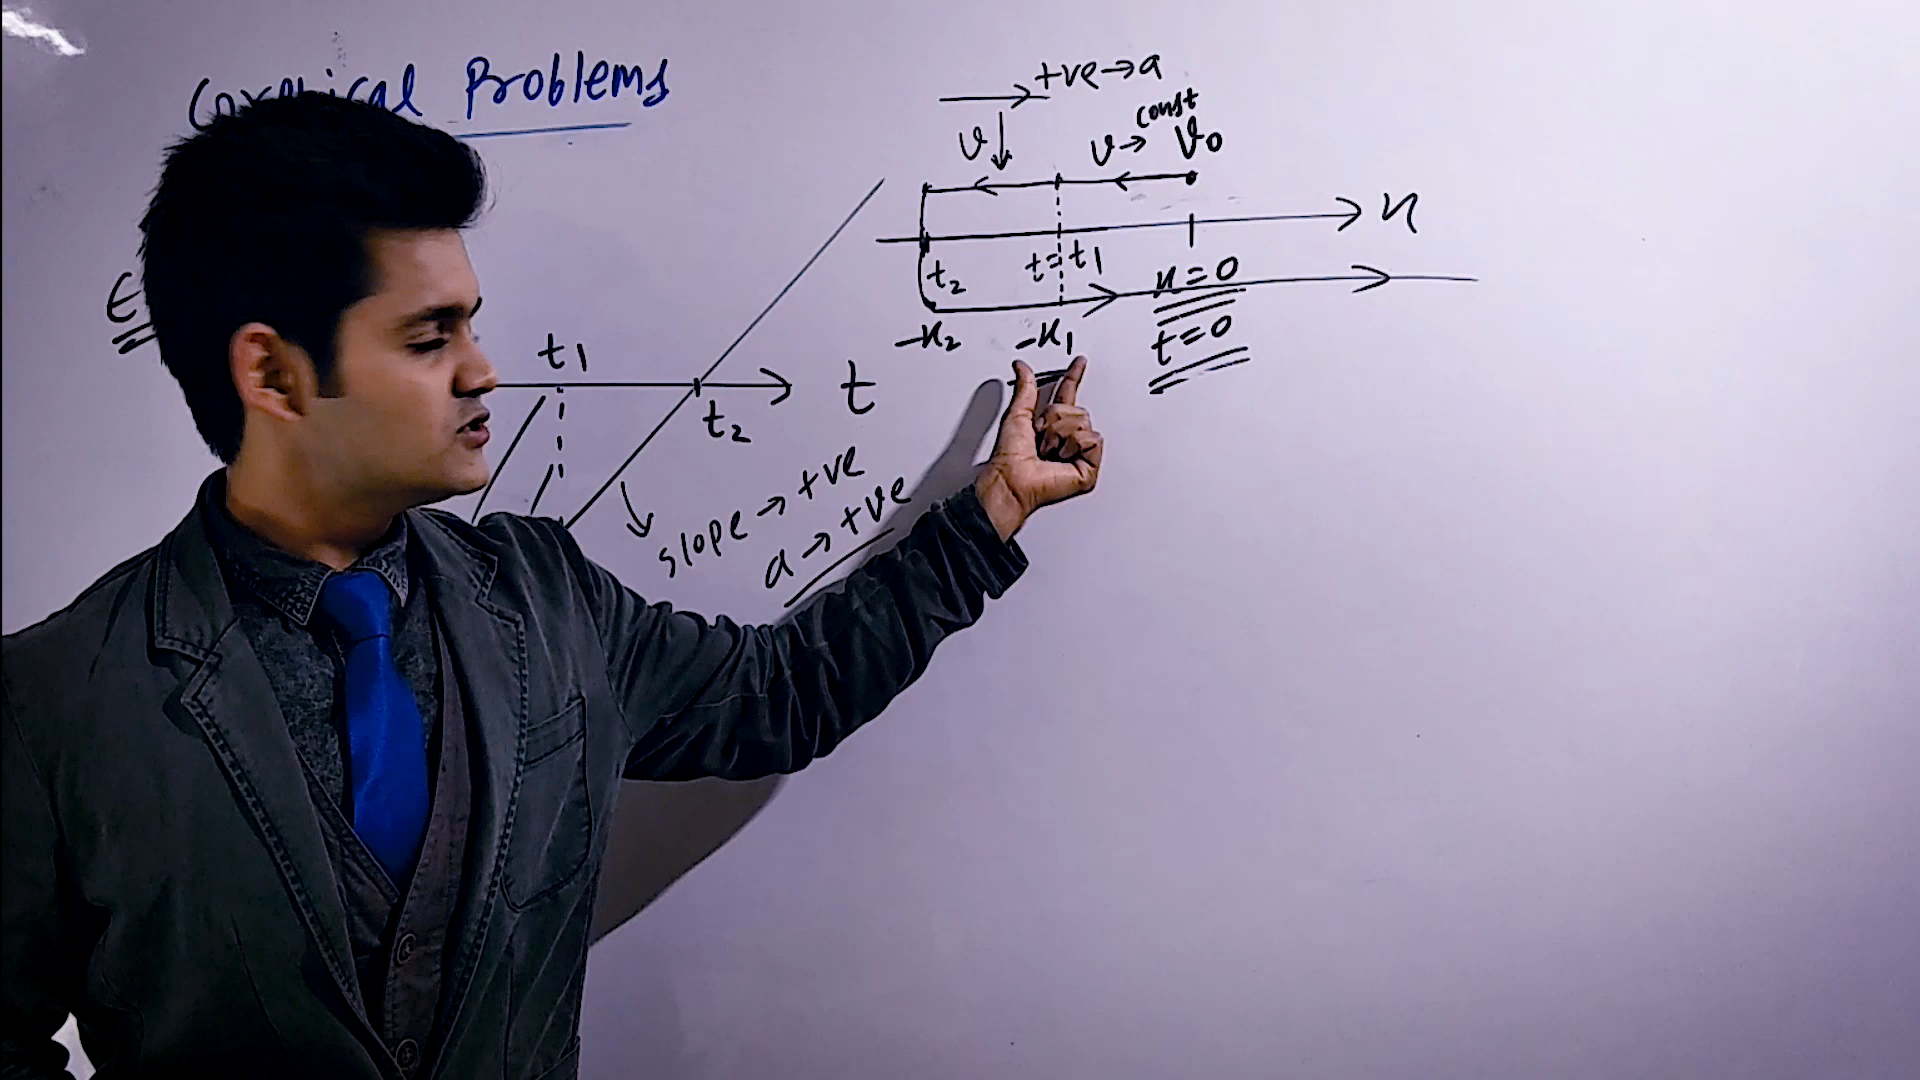 Graphical Problems
+ve → a
const
v v → v0
x
t2 t = t1 x = 0
-x2 -x1 t = 0
t1
t
t2
slope → +ve
a → +ve